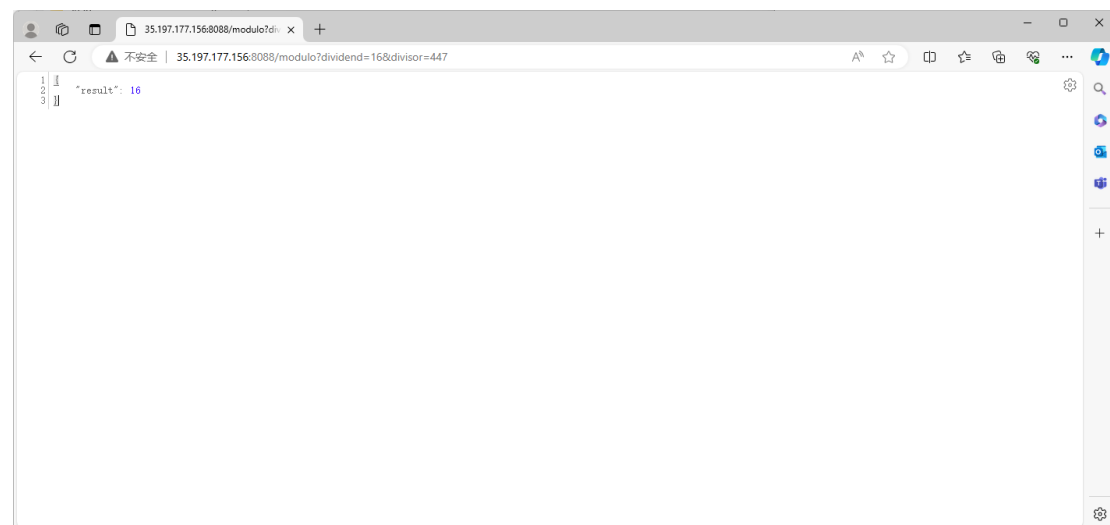 35.197.177.156:8088/modulo?div
不安全 | 35.197.177.156:8088/modulo?dividend=16&divisor=447
1 {
2 "result": 16
3 }